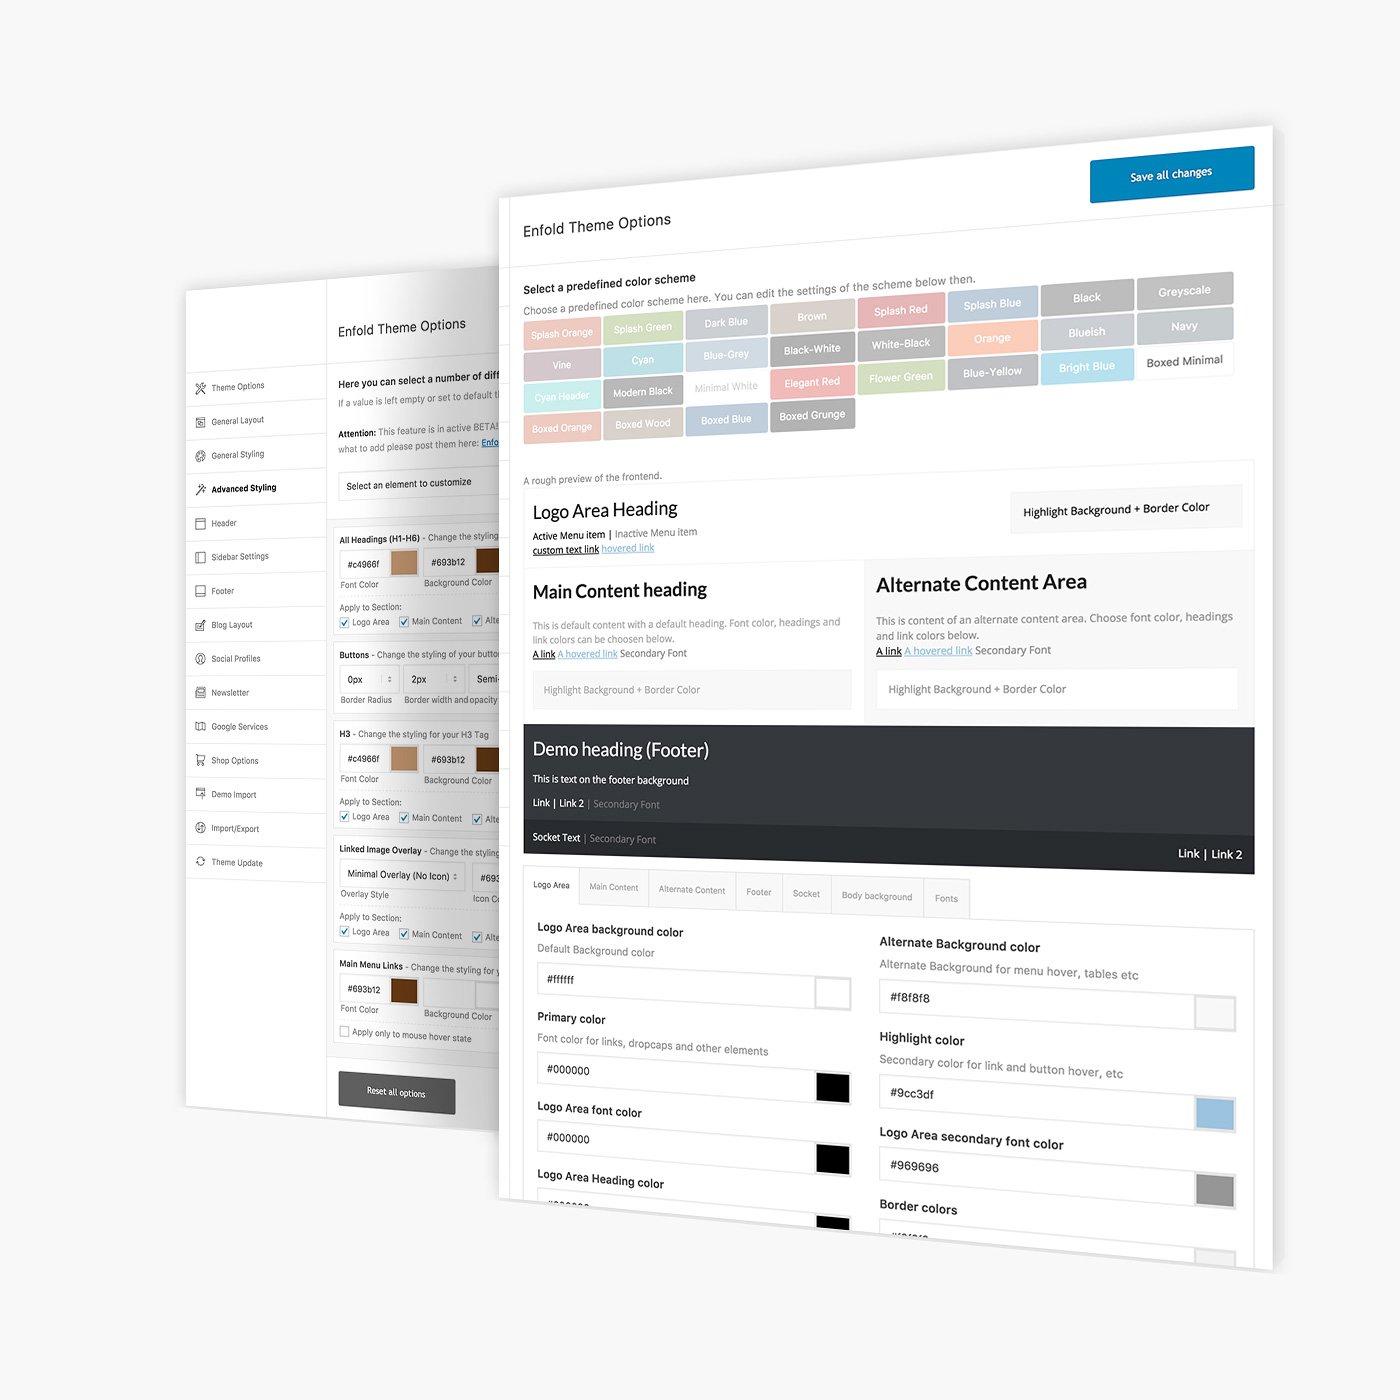 Enfold Theme Options
Theme Options
General Layout
General Styling
Advanced Styling
Header
Sidebar Settings
Footer
Blog Layout
Social Profiles
Newsletter
Google Services
Shop Options
Demo Import
Import/Export
Theme Update
Here you can select a number of diff
If a value is left empty or set to default
Attention: This feature is in active BETA!
what to add please post them here: Enfo
Select an element to customize
All Headings (H1-H6) - Change the styling
#c4966f #693b12
Font Color Background Color
Apply to Section:
Logo Area Main Content Alte
Buttons - Change the styling of your button
0px 2px Semi-
Border Radius Border width and opacity
H3 - Change the styling for your H3 Tag
#c4966f #693b12
Font Color Background Color
Apply to Section:
Logo Area Main Content Alte
Linked Image Overlay - Change the styling
Minimal Overlay (No Icon) #693
Overlay Style Icon Co
Apply to Section:
Logo Area Main Content Alte
Main Menu Links - Change the styling for y
#693b12
Font Color Background Color
Apply only to mouse hover state
Reset all options
Enfold Theme Options
Save all changes
Select a predefined color scheme
Choose a predefined color scheme here. You can edit the settings of the scheme below then.
Splash Orange Splash Green Dark Blue Brown Splash Red Splash Blue Black Greyscale
Vine Cyan Blue-Grey Black-White White-Black Orange Blueish Navy
Cyan Header Modern Black Minimal White Elegant Red Flower Green Blue-Yellow Bright Blue Boxed Minimal
Boxed Orange Boxed Wood Boxed Blue Boxed Grunge
A rough preview of the frontend.
Logo Area Heading
Active Menu item | Inactive Menu item
custom text link hovered link
Highlight Background + Border Color
Main Content heading
This is default content with a default heading. Font color, headings and
link colors can be choosen below.
A link A hovered link Secondary Font
Highlight Background + Border Color
Alternate Content Area
This is content of an alternate content area. Choose font color, headings
and link colors below.
A link A hovered link Secondary Font
Highlight Background + Border Color
Demo heading (Footer)
This is text on the footer background
Link | Link 2 | Secondary Font
Socket Text | Secondary Font
Link | Link 2
Logo Area Main Content Alternate Content Footer Socket Body background Fonts
Logo Area background color
Default Background color
#ffffff
Primary color
Font color for links, dropcaps and other elements
#000000
Logo Area font color
#000000
Logo Area Heading color
Alternate Background color
Alternate Background for menu hover, tables etc
#f8f8f8
Highlight color
Secondary color for link and button hover, etc
#9cc3df
Logo Area secondary font color
#969696
Border colors